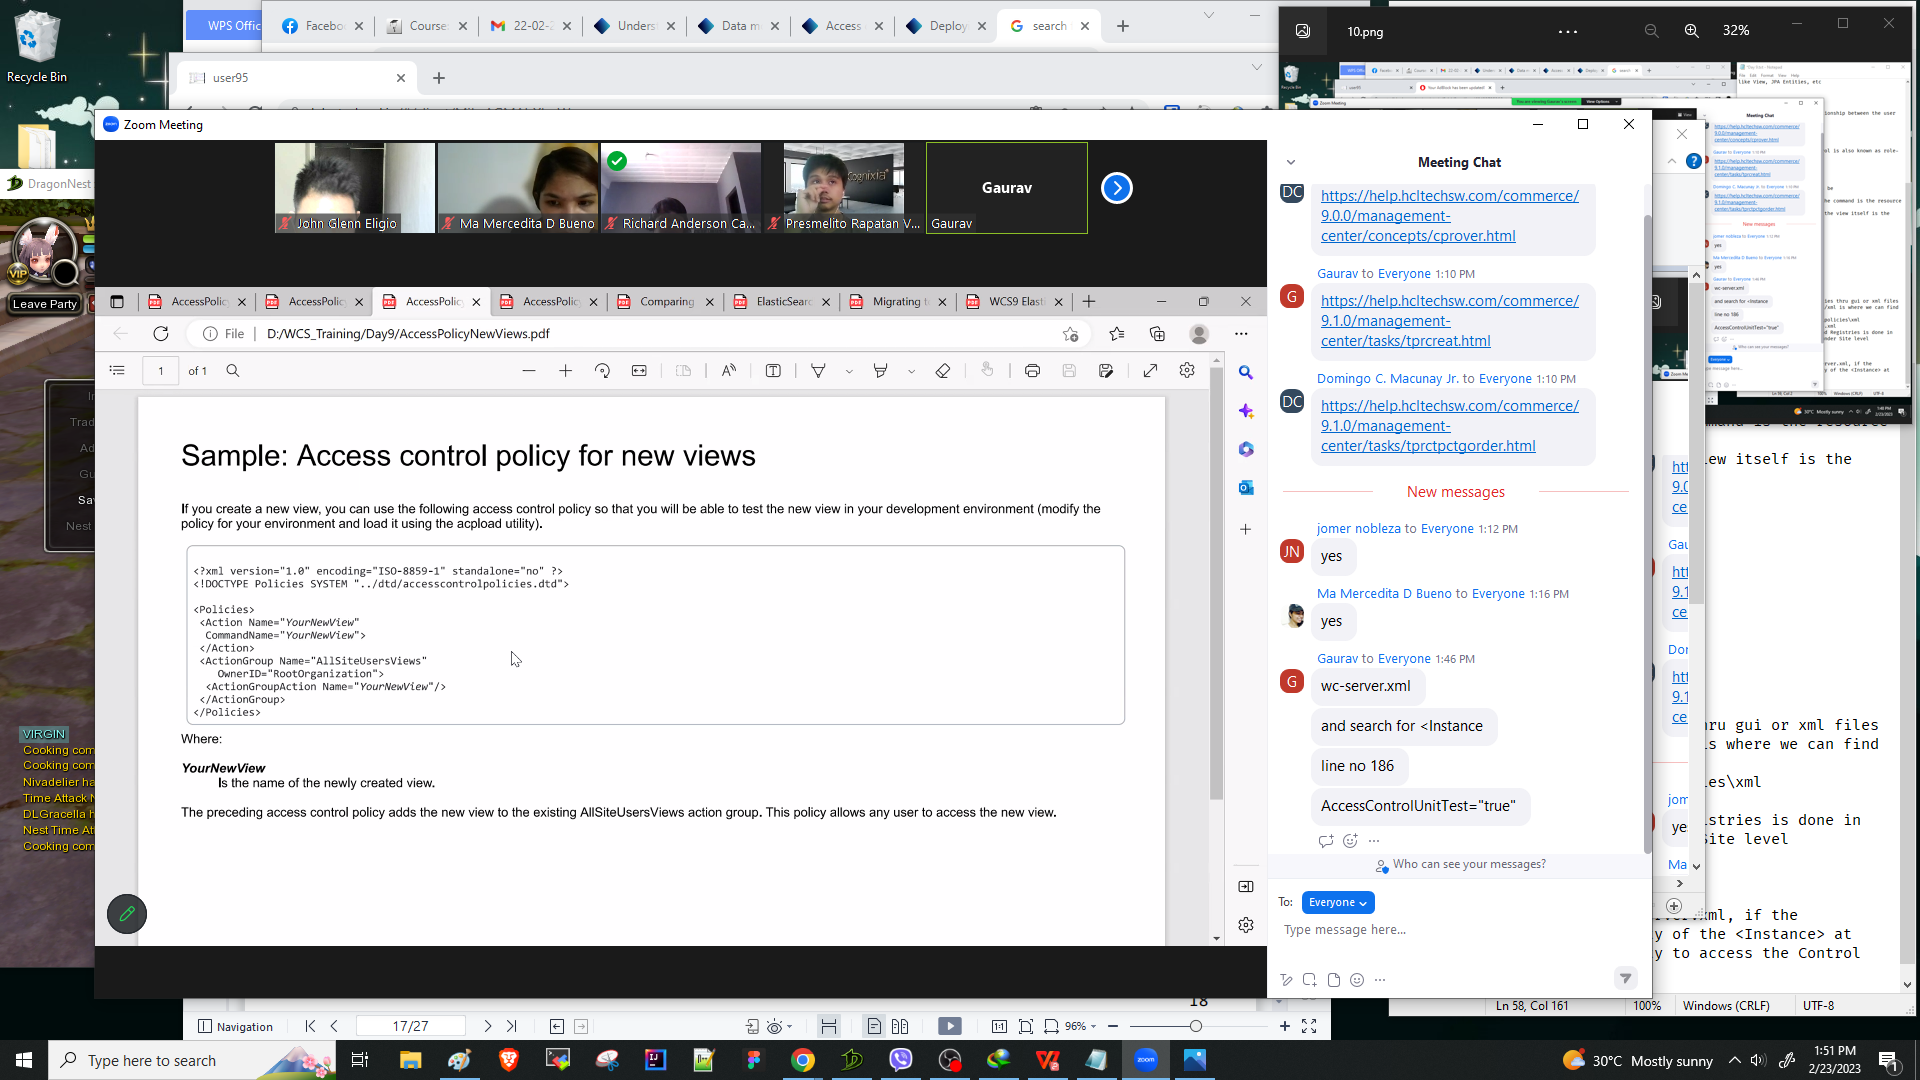 Recycle Bin
WPS Offic
Facebo
Course
22-02-2
Unders
Data m
Access
Deploy
search
user95
10.png
32%
Zoom Meeting
John Glenn Eligio
Ma Mercedita D Bueno
Richard Anderson Ca...
Cognixia
Presmelito Rapatan V...
Gaurav
Gaurav
DragonNest
VIP
Leave Party
AccessPolic
AccessPolicy
AccessPolicy
AccessPolicy
Comparing
ElasticSearc
Migrating t
WCS9 Elasti
File
D:/WCS_Training/Day9/AccessPolicyNewViews.pdf
1
of 1
Sample: Access control policy for new views
If you create a new view, you can use the following access control policy so that you will be able to test the new view in your development environment (modify the
policy for your environment and load it using the acpload utility).
<?xml version="1.0" encoding="ISO-8859-1" standalone="no" ?>
<!DOCTYPE Policies SYSTEM "../dtd/accesscontrolpolicies.dtd">
<Policies>
<Action Name="YourNewView"
CommandName="YourNewView">
</Action>
<ActionGroup Name="AllSiteUsersViews"
OwnerID="RootOrganization">
<ActionGroupAction Name="YourNewView"/>
</ActionGroup>
</Policies>
Where:
YourNewView
Is the name of the newly created view.
The preceding access control policy adds the new view to the existing AllSiteUsersViews action group. This policy allows any user to access the new view.
Meeting Chat
DC
https://help.hcltechsw.com/commerce/
9.0.0/management-
center/concepts/cprover.html
Gaurav to Everyone 1:10 PM
G
https://help.hcltechsw.com/commerce/
9.1.0/management-
center/tasks/tprcreat.html
Domingo C. Macunay Jr. to Everyone 1:10 PM
DC
https://help.hcltechsw.com/commerce/
9.1.0/management-
center/tasks/tprctpctgorder.html
New messages
jomer nobleza to Everyone 1:12 PM
JN
yes
Ma Mercedita D Bueno to Everyone 1:16 PM
yes
Gaurav to Everyone 1:46 PM
G
wc-server.xml
and search for <Instance
line no 186
AccessControlUnitTest="true"
Who can see your messages?
To:
Everyone
Type message here...
iew itself is the
hru gui or xml files
s where we can find
es\xml
stries is done in
Site level
xml, if the
y of the <Instance> at
y to access the Control
Ln 58, Col 161
100%
Windows (CRLF)
UTF-8
VIRGIN
Cooking com
Cooking com
Nivadelier ha
Time Attack N
DLGracella h
Nest Time Att
Cooking com
18
Navigation
17/27
96%
Type here to search
30°C Mostly sunny
1:51 PM
2/23/2023
1